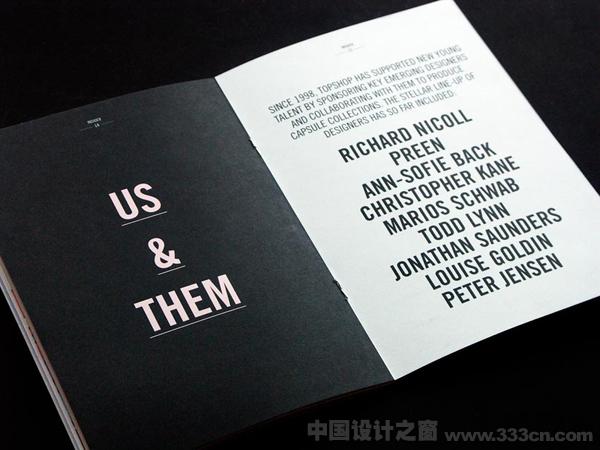 US
&
THEM
SINCE 1998, TOPSHOP HAS SUPPORTED NEW YOUNG
TALENT BY SPONSORING KEY EMERGING DESIGNERS
AND COLLABORATING WITH THEM TO PRODUCE
CAPSULE COLLECTIONS. THE STELLAR LINE-UP OF
DESIGNERS HAS SO FAR INCLUDED:
RICHARD NICOLL
PREEN
ANN-SOFIE BACK
CHRISTOPHER KANE
MARIOS SCHWAB
TODD LYNN
JONATHAN SAUNDERS
LOUISE GOLDIN
PETER JENSEN
中国设计之窗 www.333cn.com